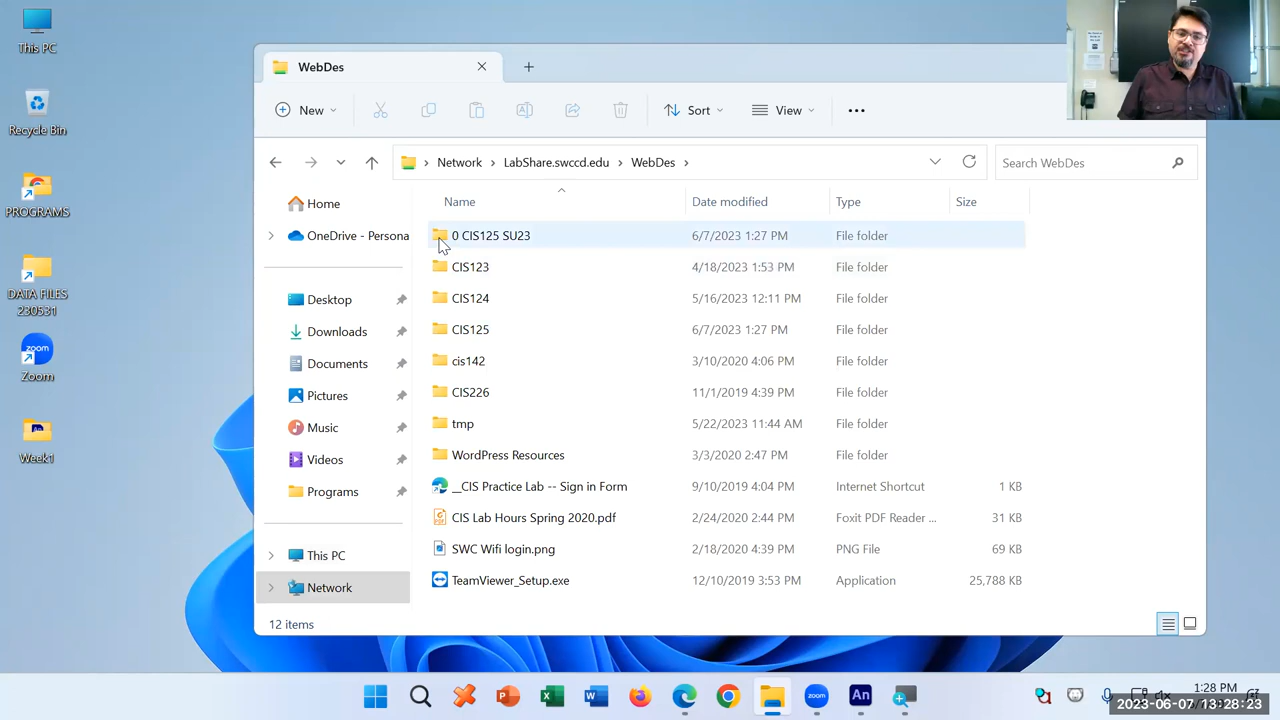 This PC
Recycle Bin
PROGRAMS
DATA FILES
230531
zoom
Zoom
Week1
WebDes
New
Sort
View
Network > LabShare.swccd.edu > WebDes >
Search WebDes
Home
OneDrive - Persona
Desktop
Downloads
Documents
Pictures
Music
Videos
Programs
This PC
Network
Name Date modified Type Size
0 CIS125 SU23 6/7/2023 1:27 PM File folder
CIS123 4/18/2023 1:53 PM File folder
CIS124 5/16/2023 12:11 PM File folder
CIS125 6/7/2023 1:27 PM File folder
cis142 3/10/2020 4:06 PM File folder
CIS226 11/1/2019 4:39 PM File folder
tmp 5/22/2023 11:44 AM File folder
WordPress Resources 3/3/2020 2:47 PM File folder
__CIS Practice Lab -- Sign in Form 9/10/2019 4:04 PM Internet Shortcut 1 KB
CIS Lab Hours Spring 2020.pdf 2/24/2020 2:44 PM Foxit PDF Reader ... 31 KB
SWC Wifi login.png 2/18/2020 4:39 PM PNG File 69 KB
TeamViewer_Setup.exe 12/10/2019 3:53 PM Application 25,788 KB
12 items
zoom
An
1:28 PM
2023-06-07 13:28:23